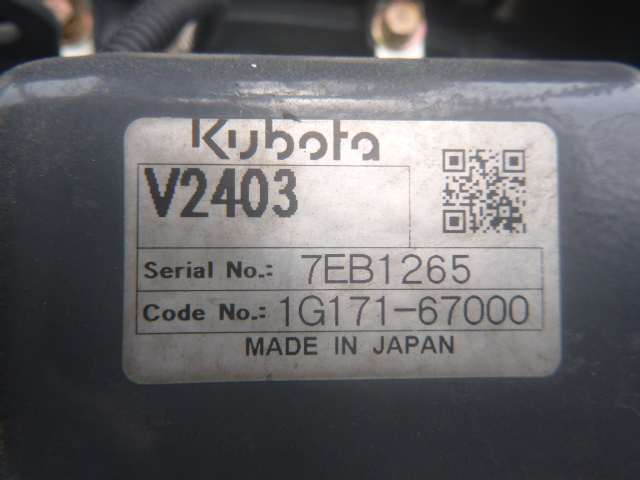 Kubota
V2403
Serial No.: 7EB1265
Code No.: 1G171-67000
MADE IN JAPAN